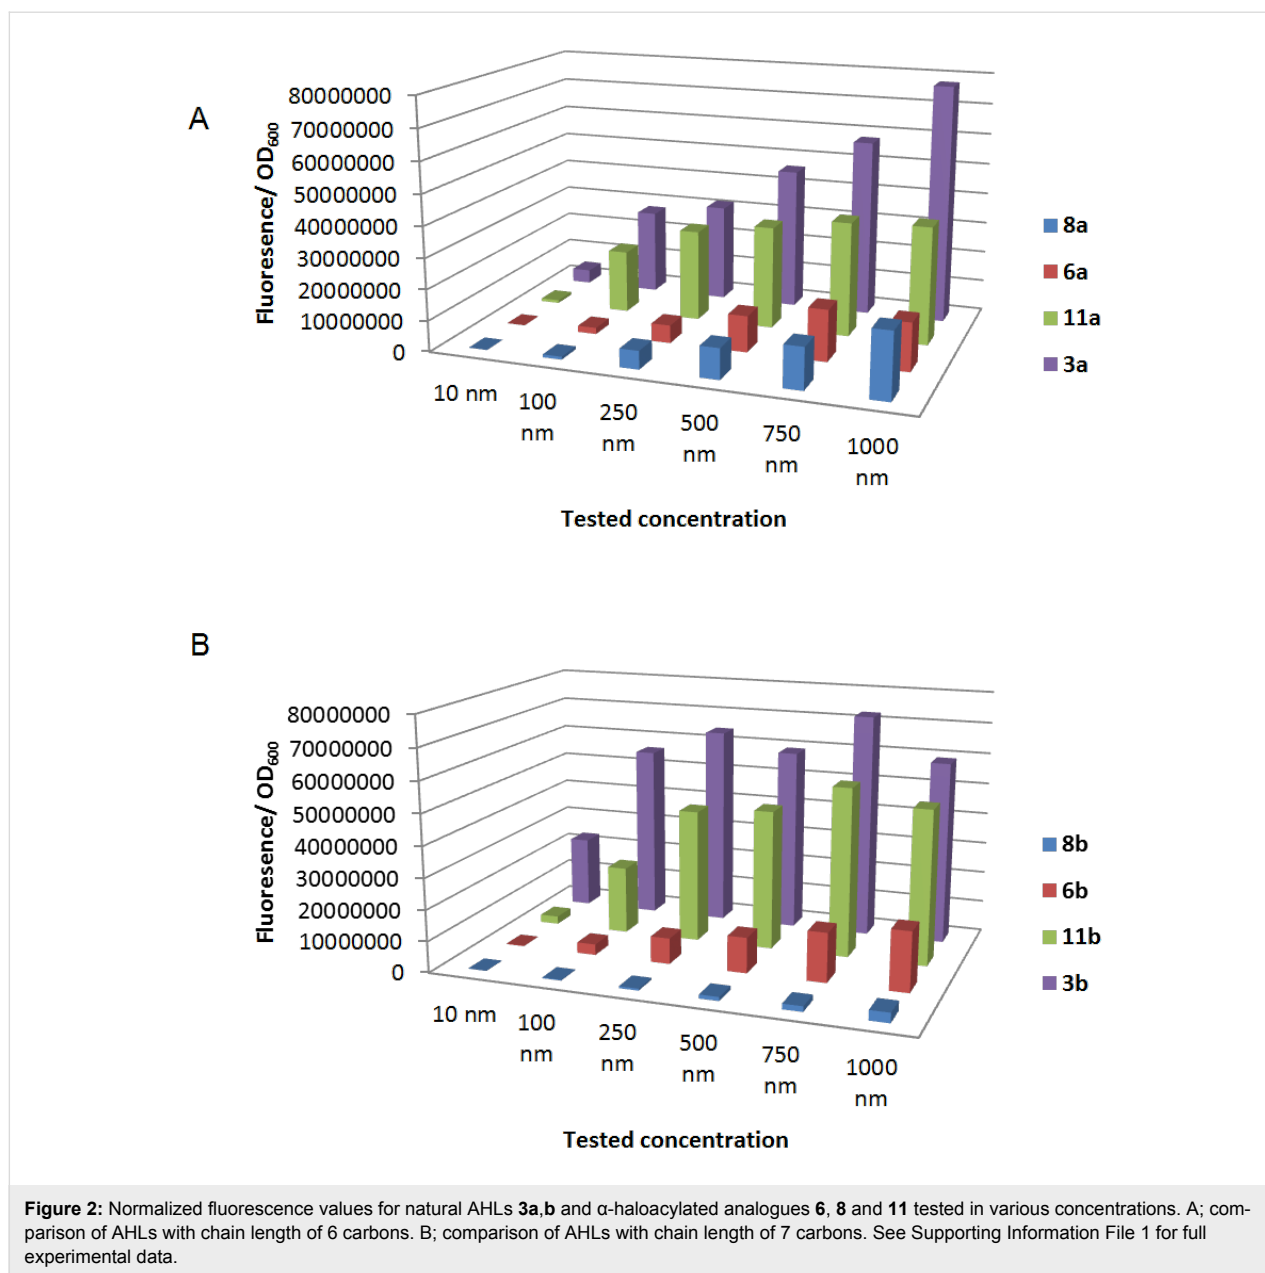 A
Fluoresence/ OD600
80000000
70000000
60000000
50000000
40000000
30000000
20000000
10000000
0
10 nm
100 nm
250 nm
500 nm
750 nm
1000 nm
Tested concentration
8a
6a
11a
3a
B
Fluoresence/ OD600
80000000
70000000
60000000
50000000
40000000
30000000
20000000
10000000
0
10 nm
100 nm
250 nm
500 nm
750 nm
1000 nm
Tested concentration
8b
6b
11b
3b
Figure 2: Normalized fluorescence values for natural AHLs 3a,b and α-haloacylated analogues 6, 8 and 11 tested in various concentrations. A; com-
parison of AHLs with chain length of 6 carbons. B; comparison of AHLs with chain length of 7 carbons. See Supporting Information File 1 for full
experimental data.